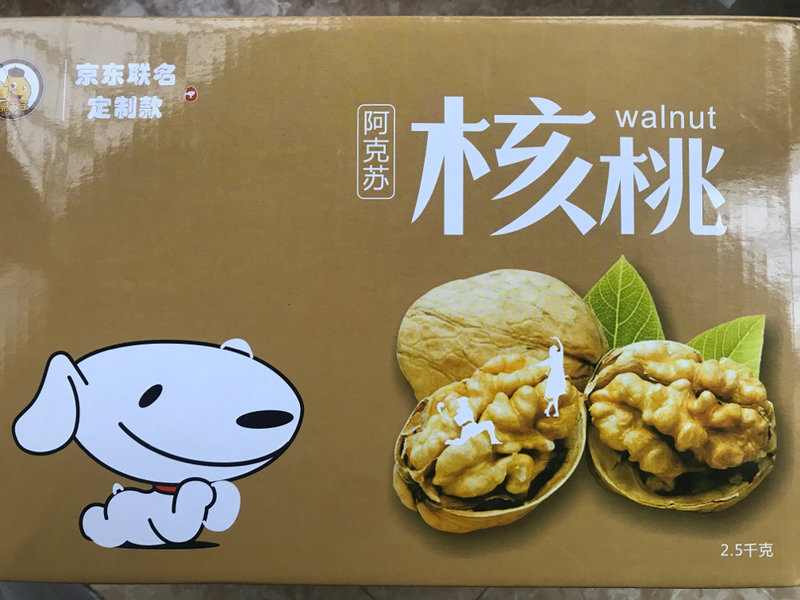 京东联名
定制款
阿克苏
核桃
walnut
2.5千克